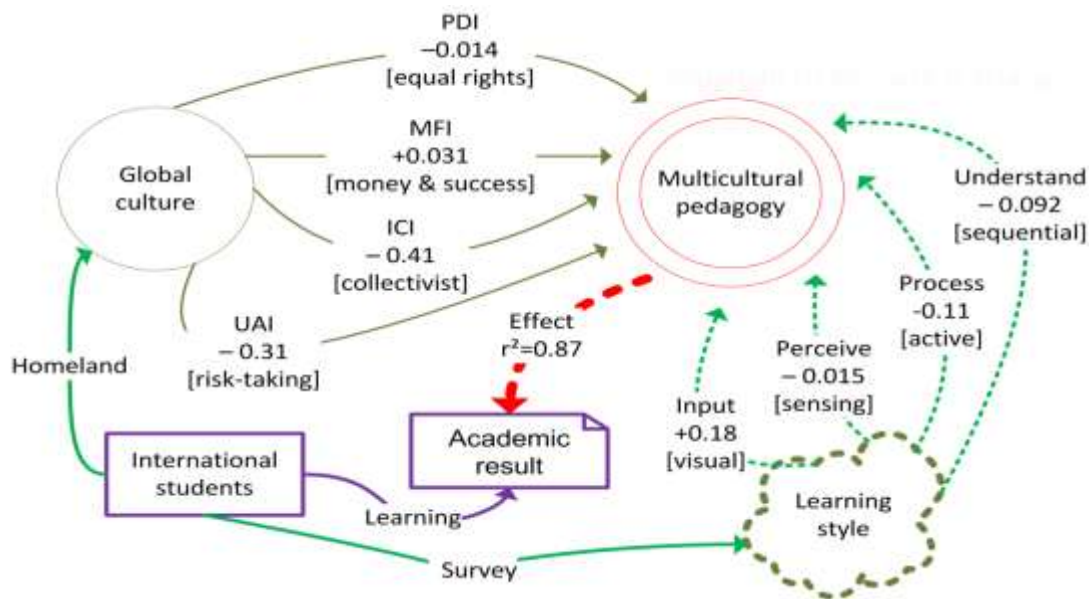 PDI
−0.014
[equal rights]
MFI
+0.031
[money & success]
ICI
− 0.41
[collectivist]
UAI
− 0.31
[risk-taking]
Global
culture
Multicultural
pedagogy
Understand
− 0.092
[sequential]
Process
-0.11
[active]
Perceive
− 0.015
[sensing]
Input
+0.18
[visual]
Effect
r²=0.87
Homeland
Academic
result
International
students
Learning
Survey
Learning
style